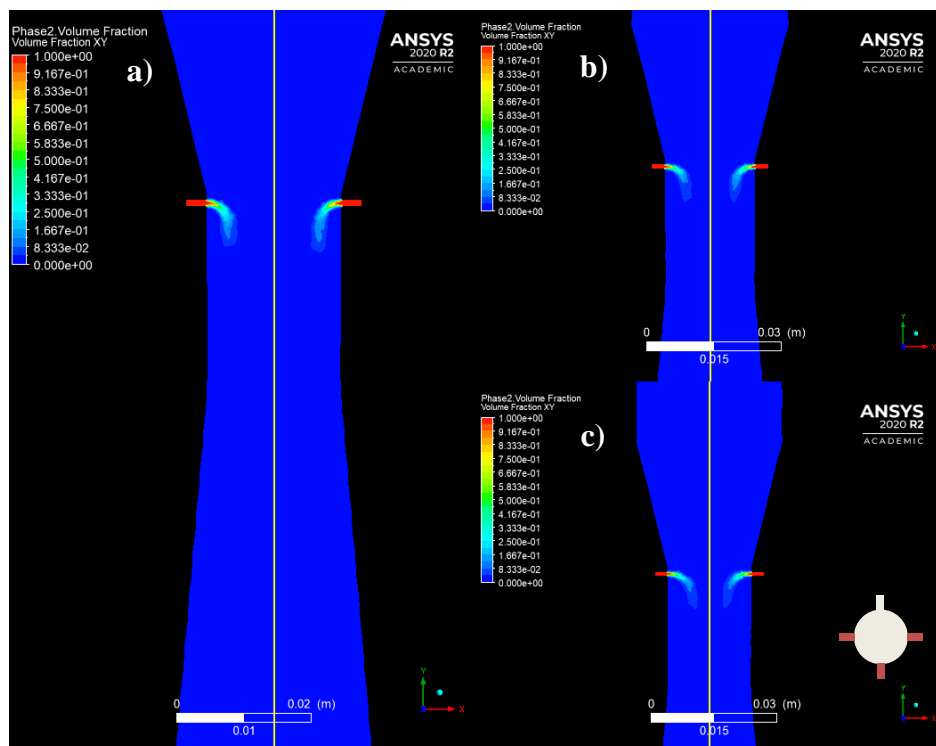 Phase2.Volume Fraction
Volume Fraction XY
1.000e+00
9.167e-01
8.333e-01
7.500e-01
6.667e-01
5.833e-01
5.000e-01
4.167e-01
3.333e-01
2.500e-01
1.667e-01
8.333e-02
0.000e+00
a)
ANSYS
2020 R2
ACADEMIC
0 0.02 (m)
0.01
Y
X
Phase2.Volume Fraction
Volume Fraction XY
1.000e+00
9.167e-01
8.333e-01
7.500e-01
6.667e-01
5.833e-01
5.000e-01
4.167e-01
3.333e-01
2.500e-01
1.667e-01
8.333e-02
0.000e+00
b)
ANSYS
2020 R2
ACADEMIC
0 0.03 (m)
0.015
Y
X
Phase2.Volume Fraction
Volume Fraction XY
1.000e+00
9.167e-01
8.333e-01
7.500e-01
6.667e-01
5.833e-01
5.000e-01
4.167e-01
3.333e-01
2.500e-01
1.667e-01
8.333e-02
0.000e+00
c)
ANSYS
2020 R2
ACADEMIC
0 0.03 (m)
0.015
Y
X